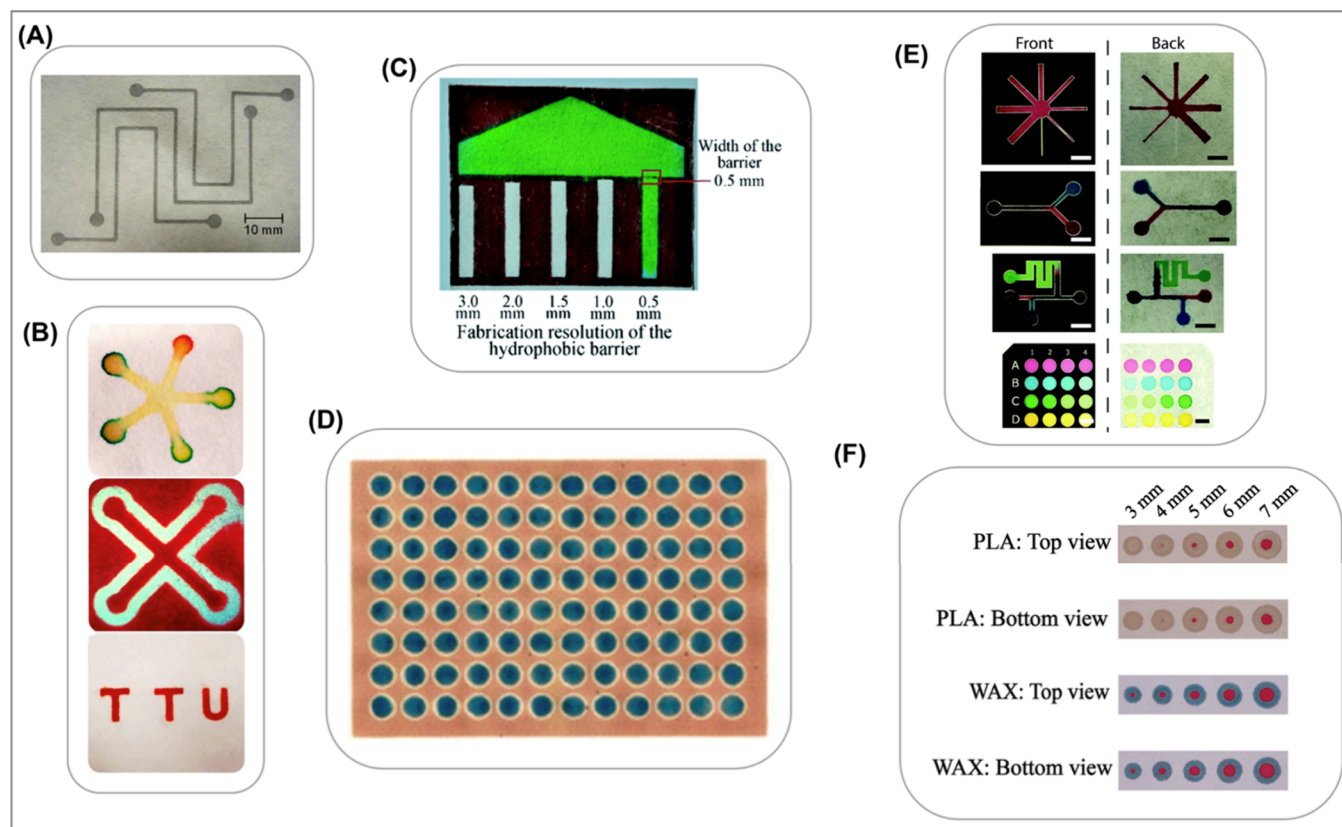 (A)
10 mm
(B)
T T U
(C)
Width of the
barrier
0.5 mm
3.0 2.0 1.5 1.0 0.5
mm mm mm mm mm
Fabrication resolution of the
hydrophobic barrier
(D)
(E)
Front Back
1 2 3 4
A
B
C
D
(F)
3 mm 4 mm 5 mm 6 mm 7 mm
PLA: Top view
PLA: Bottom view
WAX: Top view
WAX: Bottom view